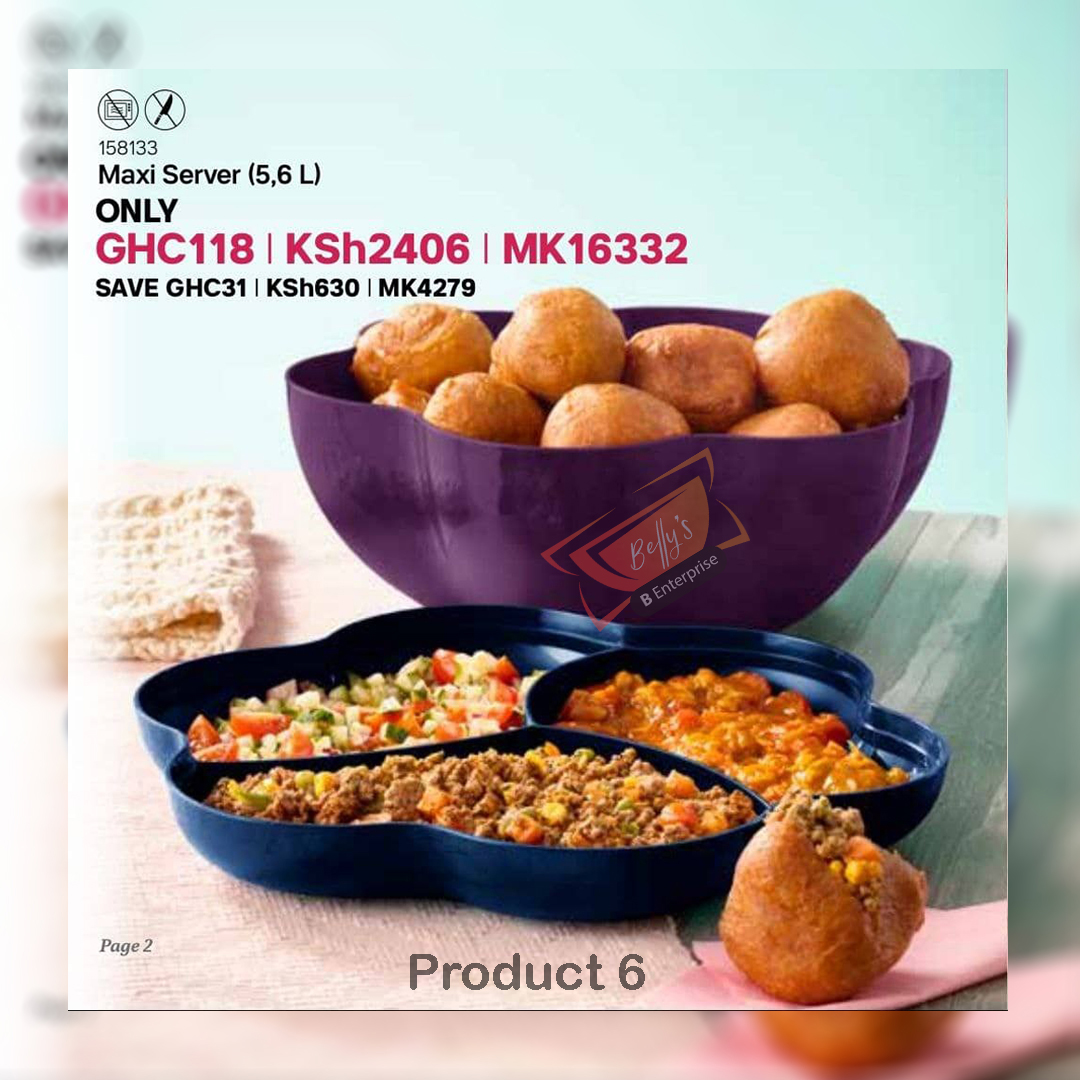 158133
Maxi Server (5,6 L)
ONLY
GHC118 | KSh2406 | MK16332
SAVE GHC31 | KSh630 | MK4279
Belly's
B Enterprise
Page 2
Product 6